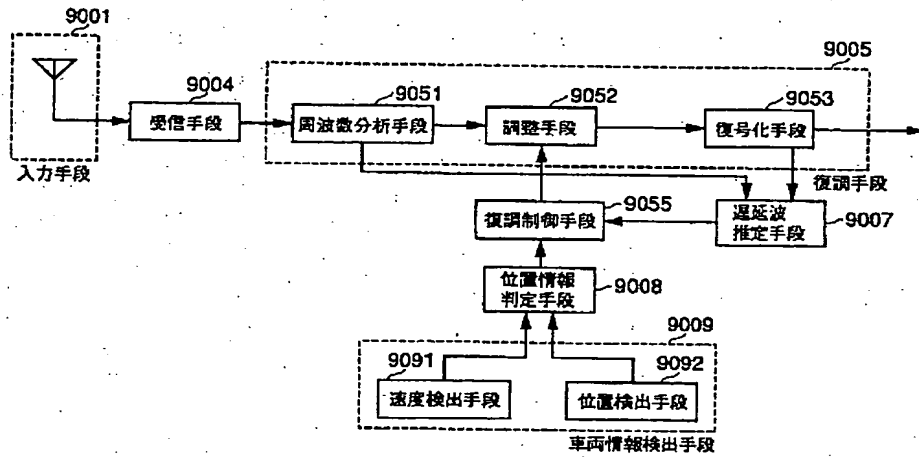 9001
入力手段
9004
受信手段
9005
9051
周波数分析手段
9052
調整手段
9053
復号化手段
復調手段
9055
復調制御手段
遅延波
推定手段
9007
位置情報
判定手段
9008
9009
9091
速度検出手段
9092
位置検出手段
車両情報検出手段